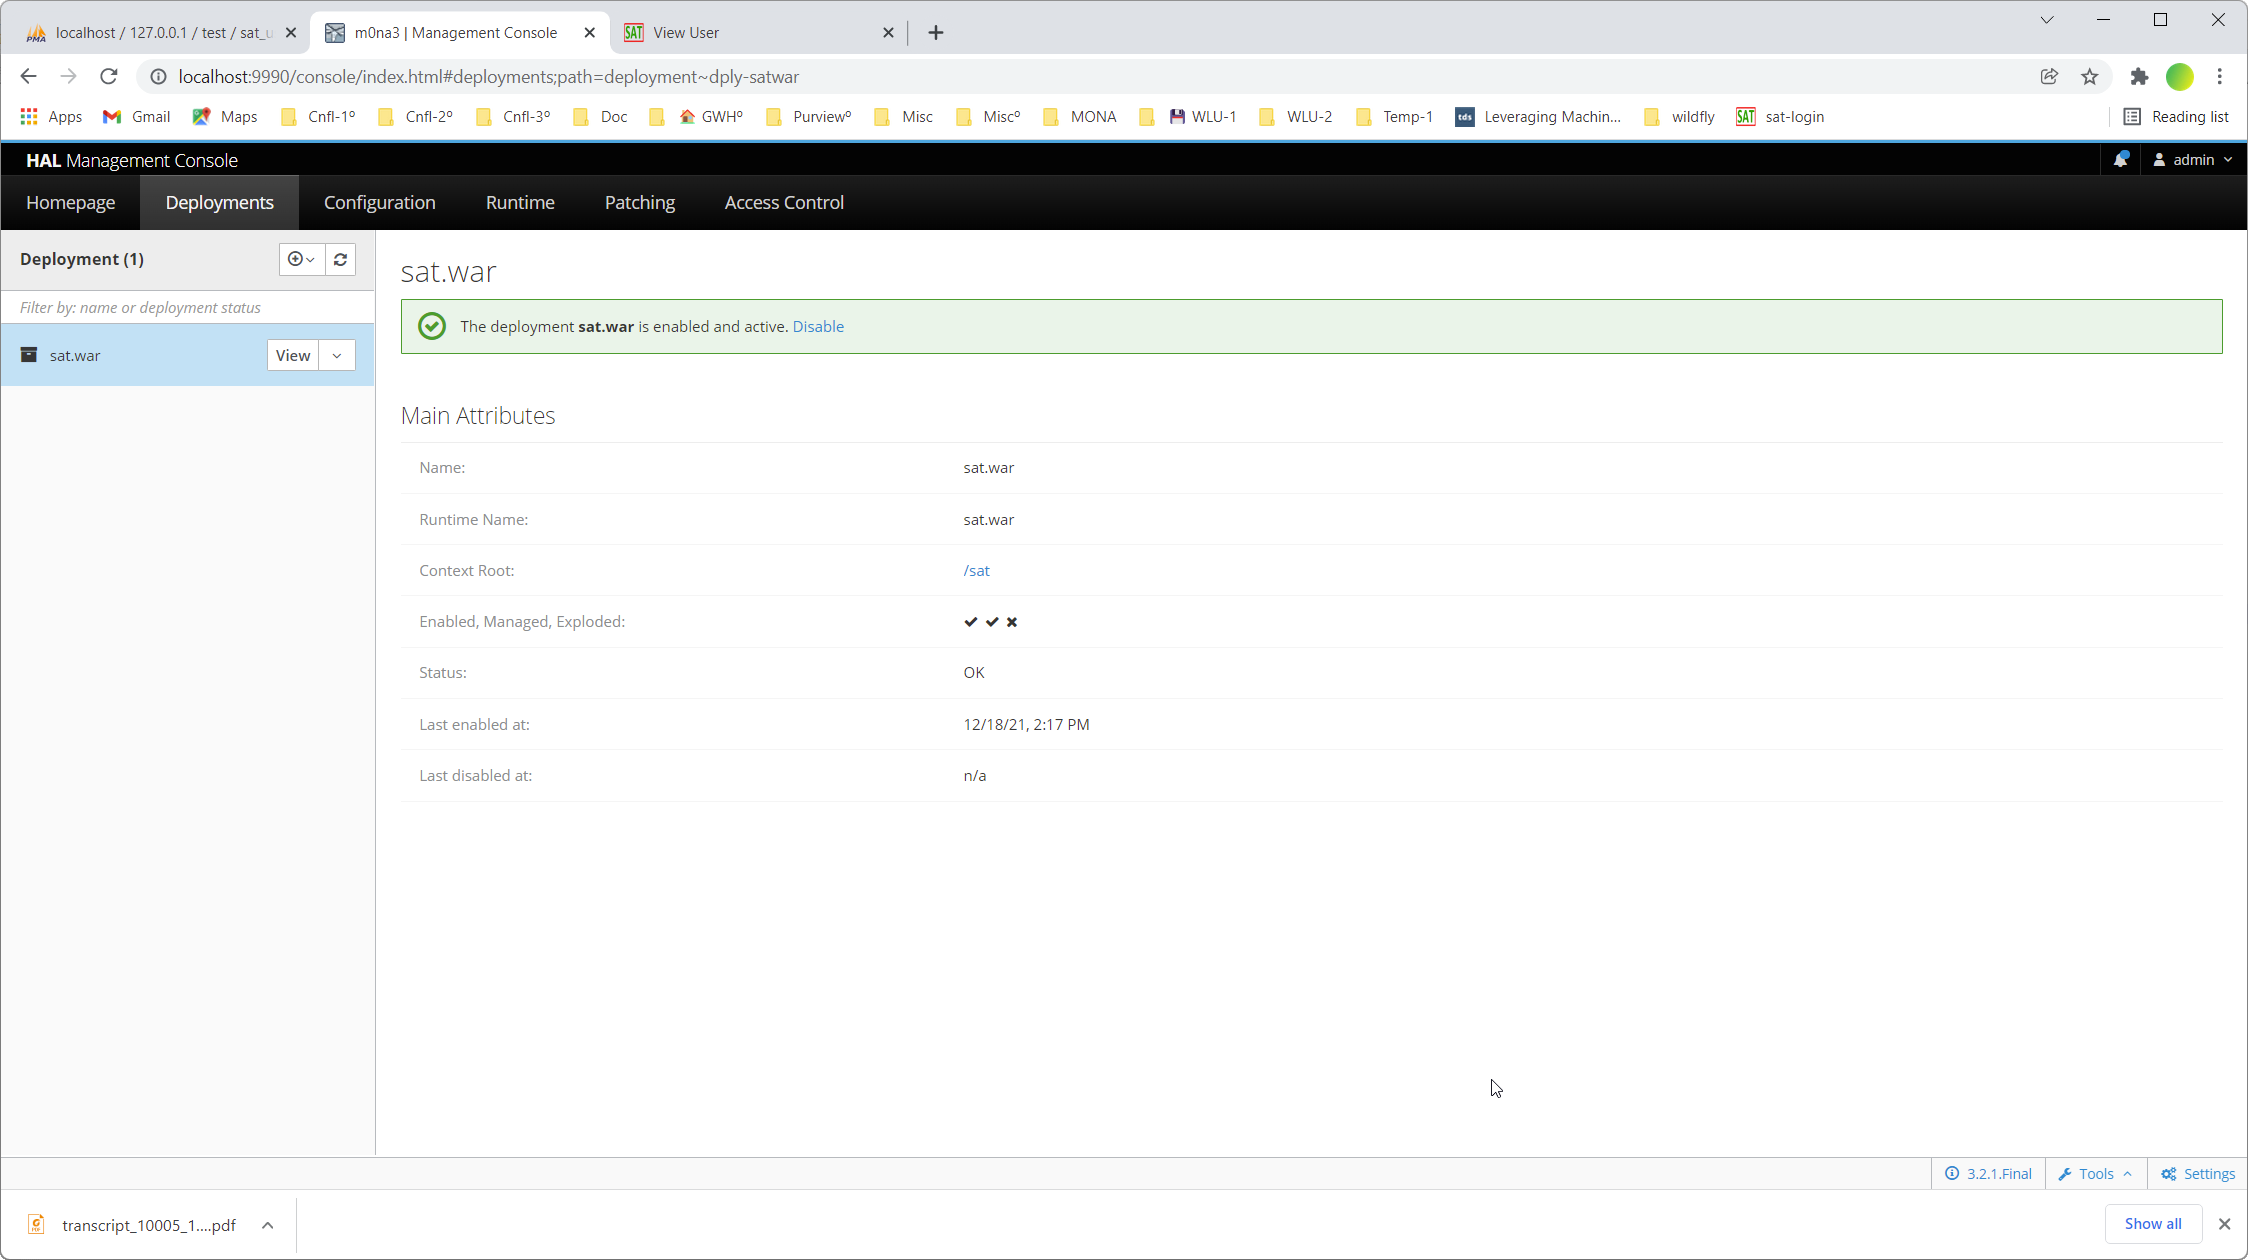 localhost / 127.0.0.1 / test / sat_u
m0na3 | Management Console
SAT View User
localhost:9990/console/index.html#deployments;path=deployment~dply-satwar
Apps Gmail Maps Cnfl-1º Cnfl-2º Cnfl-3º Doc GWHº Purviewº Misc Miscº MONA WLU-1 WLU-2 Temp-1 tds Leveraging Machin... wildfly SAT sat-login Reading list
HAL Management Console
admin
Homepage Deployments Configuration Runtime Patching Access Control
Deployment (1)
Filter by: name or deployment status
sat.war View
sat.war
The deployment sat.war is enabled and active. Disable
Main Attributes
Name: sat.war
Runtime Name: sat.war
Context Root: /sat
Enabled, Managed, Exploded:
Status: OK
Last enabled at: 12/18/21, 2:17 PM
Last disabled at: n/a
3.2.1.Final Tools Settings
transcript_10005_1....pdf
Show all